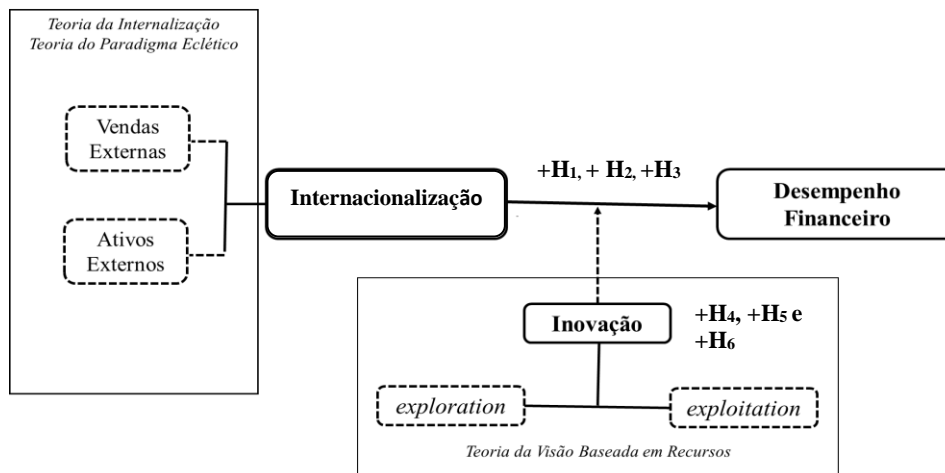 Teoria da Internalização
Teoria do Paradigma Eclético
Vendas
Externas
Ativos
Externos
Internacionalização
+H1, + H2, +H3
Desempenho
Financeiro
Inovação
+H4, +H5 e
+H6
exploration
exploitation
Teoria da Visão Baseada em Recursos